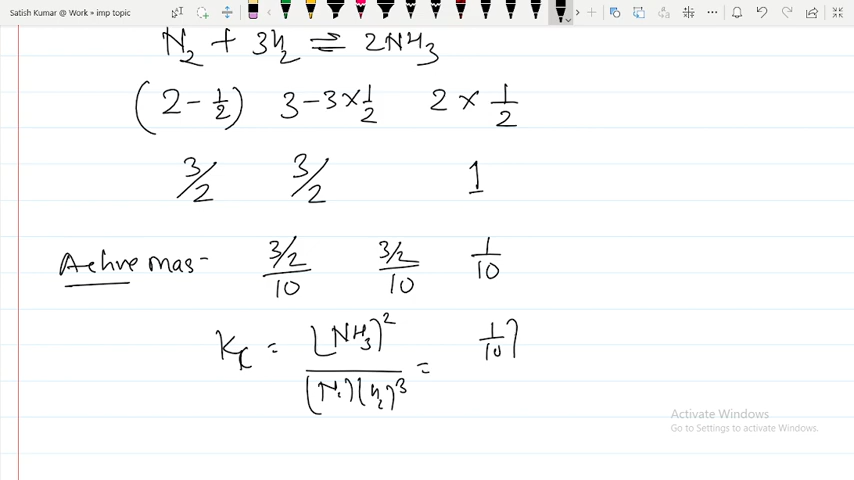 Satish Kumar @ Work » imp topic
N₂ + 3H₂ ⇌ 2NH₃
(2 - 1/2) 3 - 3 × 1/2 2 × 1/2
3/2 3/2 1
Active mas - (3/2)/10 (3/2)/10 1/10
Kc = [NH₃]² / (N₂)(H₂)³ = 1/10)
Activate Windows
Go to Settings to activate Windows.